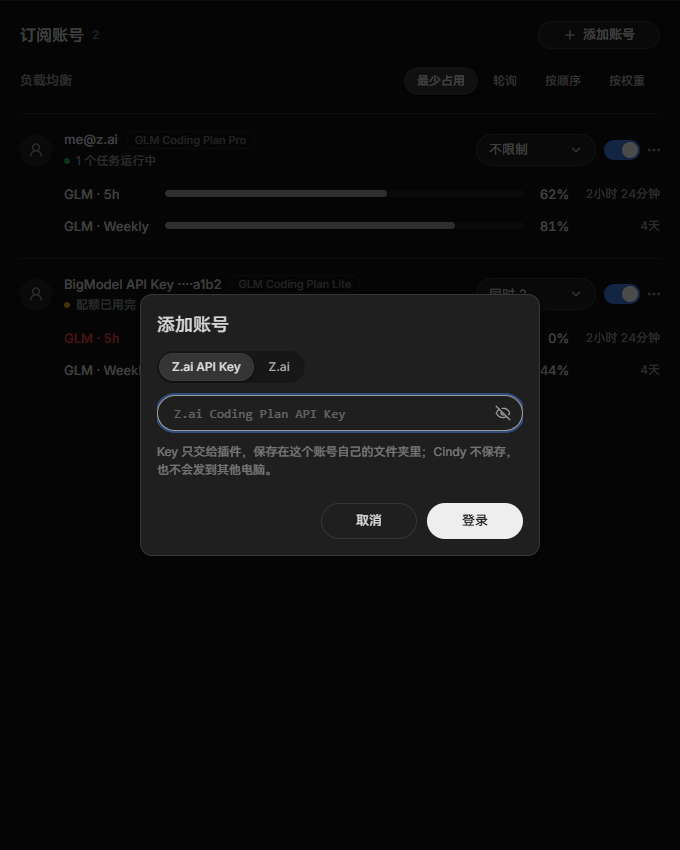 订阅账号 2
+ 添加账号
负载均衡
最少占用 轮询 按顺序 按权重
me@z.ai GLM Coding Plan Pro
1 个任务运行中
不限制
GLM · 5h 62% 2小时 24分钟
GLM · Weekly 81% 4天
BigModel API Key ····a1b2 GLM Coding Plan Lite
配额已用完
同时 2
GLM · 5h 0% 2小时 24分钟
GLM · 44% 4天
添加账号
Z.ai API Key Z.ai
Z.ai Coding Plan API Key
Key 只交给插件，保存在这个账号自己的文件夹里；Cindy 不保存，
也不会发到其他电脑。
取消 登录